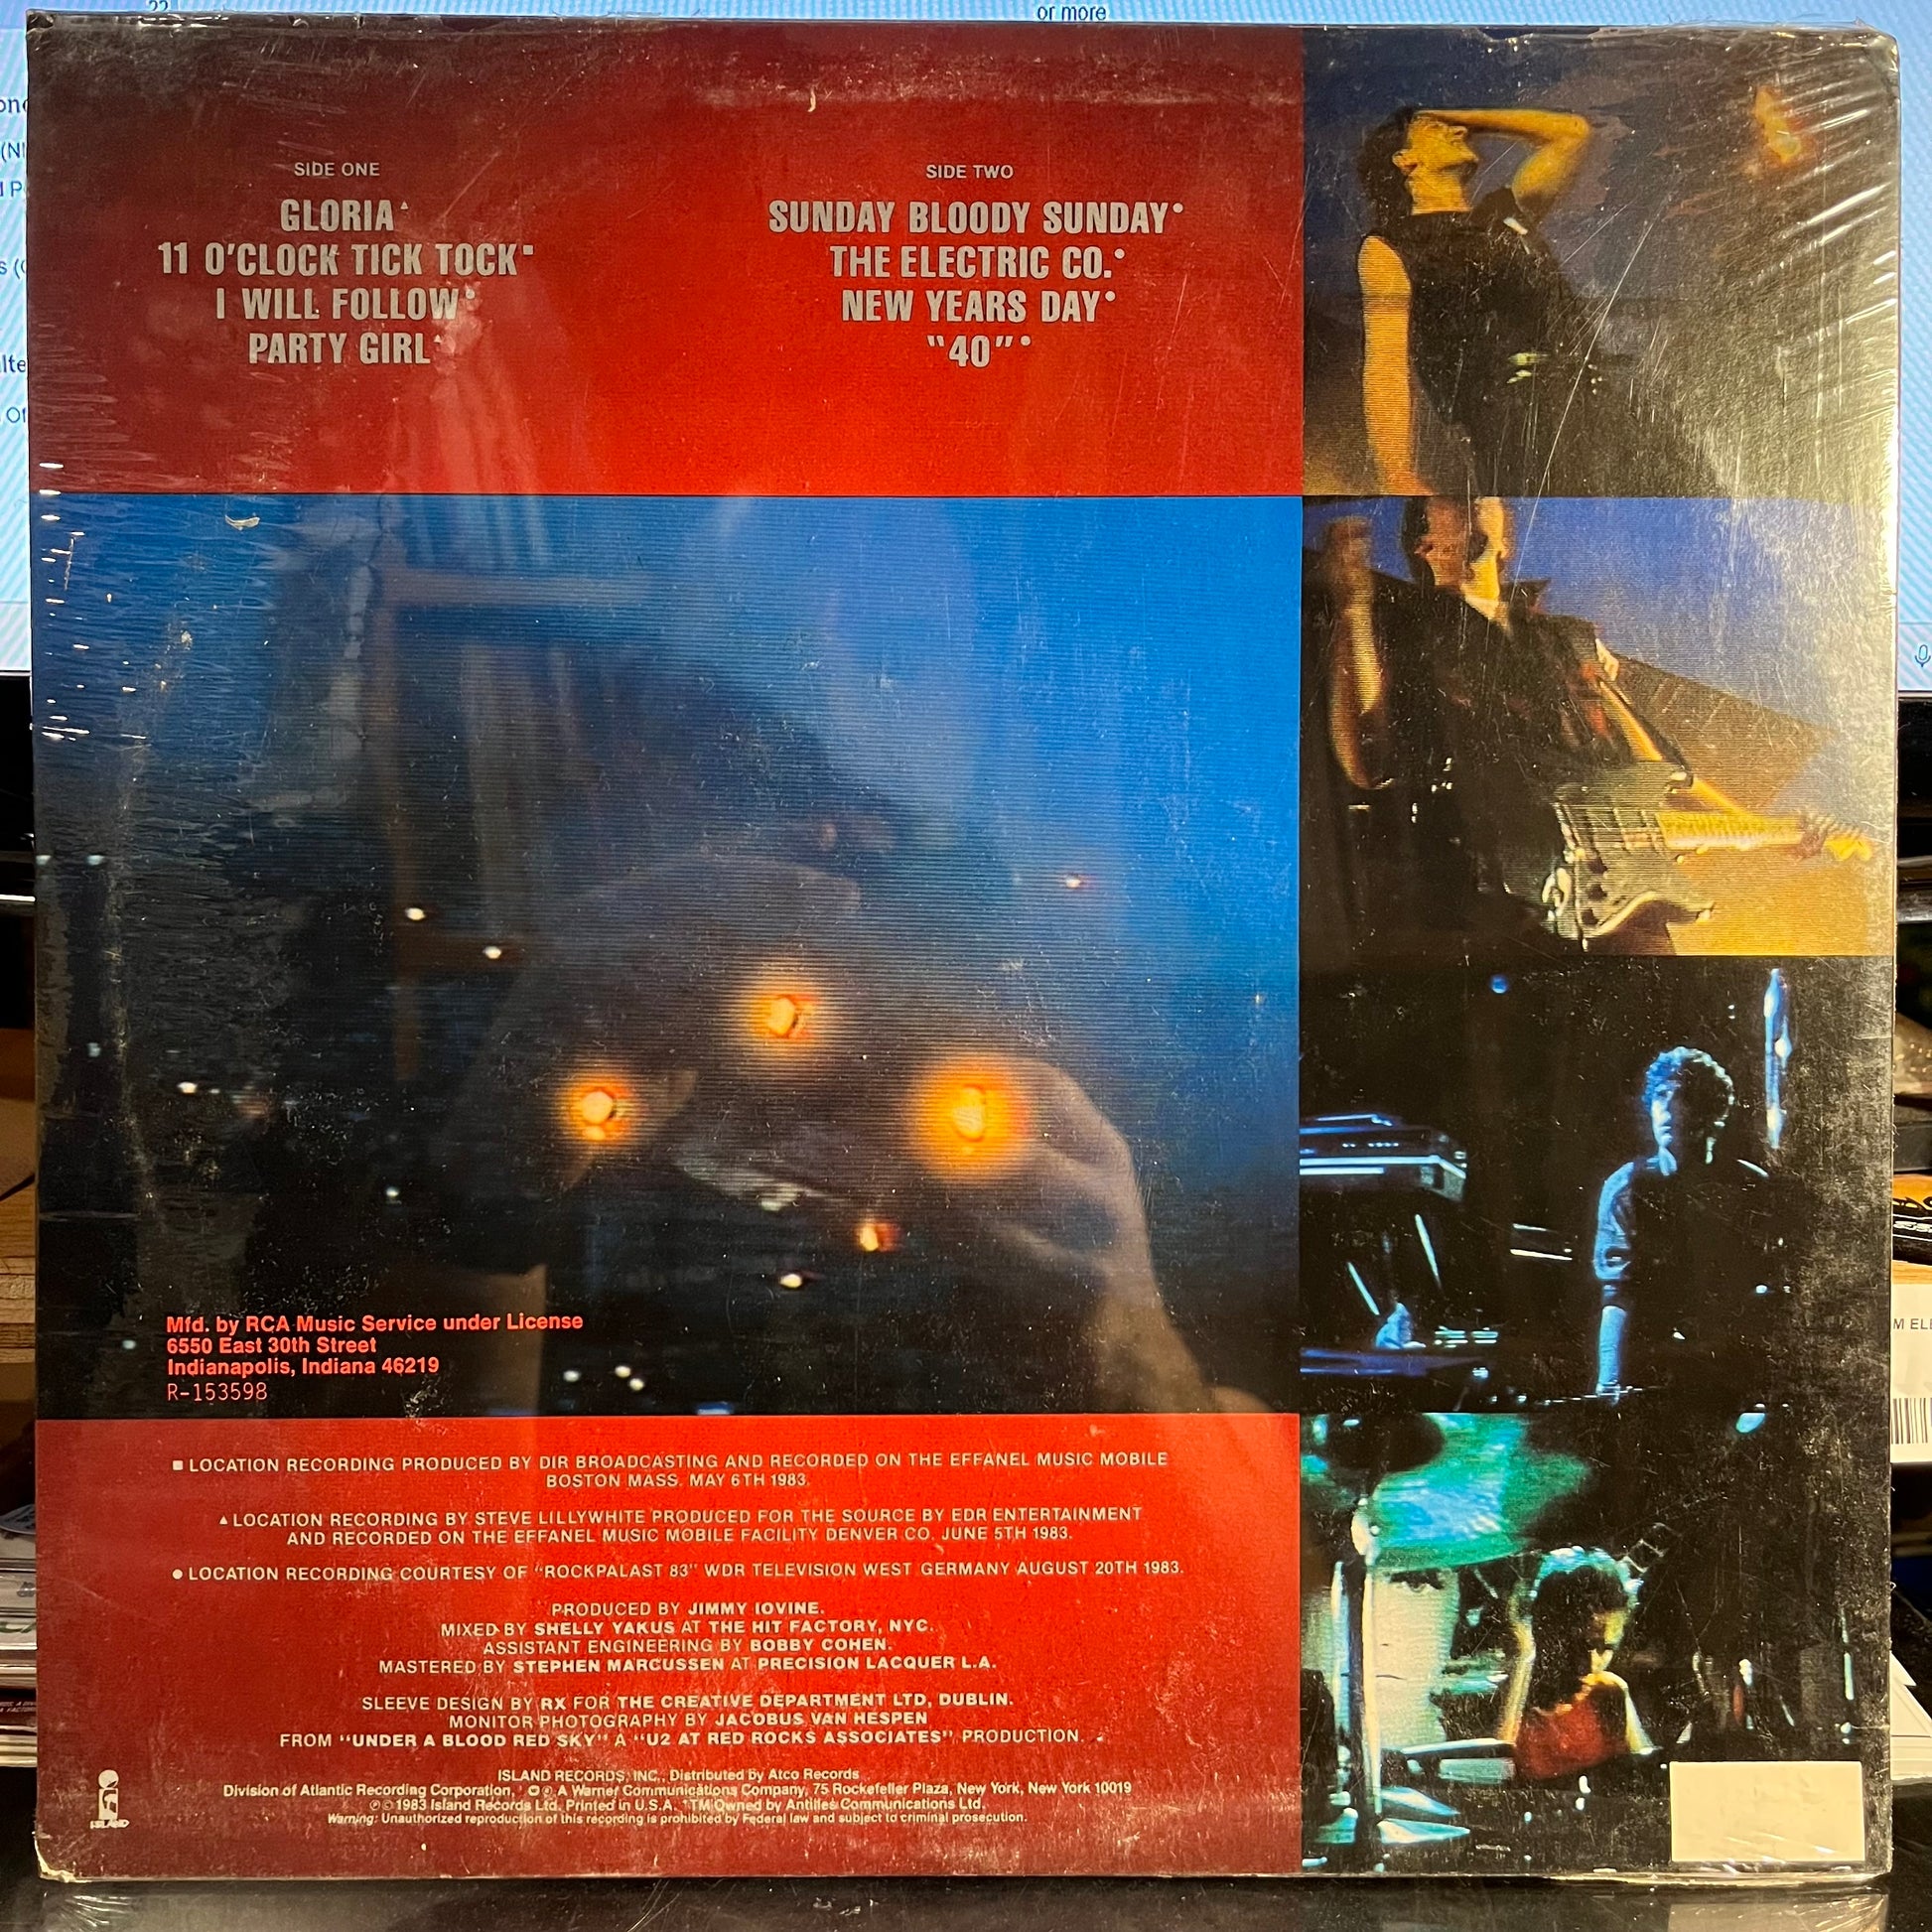 22
or more
SIDE ONE
GLORIA▲
11 O'CLOCK TICK TOCK■
I WILL FOLLOW●
PARTY GIRL▲
SIDE TWO
SUNDAY BLOODY SUNDAY●
THE ELECTRIC CO.●
NEW YEARS DAY●
"40"●
Mfd. by RCA Music Service under License
6550 East 30th Street
Indianapolis, Indiana 46219
R-153598
■ LOCATION RECORDING PRODUCED BY DIR BROADCASTING AND RECORDED ON THE EFFANEL MUSIC MOBILE
BOSTON MASS. MAY 6TH 1983.
▲ LOCATION RECORDING BY STEVE LILLYWHITE PRODUCED FOR THE SOURCE BY EDR ENTERTAINMENT
AND RECORDED ON THE EFFANEL MUSIC MOBILE FACILITY DENVER CO. JUNE 5TH 1983.
● LOCATION RECORDING COURTESY OF "ROCKPALAST 83" WDR TELEVISION WEST GERMANY AUGUST 20TH 1983.
PRODUCED BY JIMMY IOVINE.
MIXED BY SHELLY YAKUS AT THE HIT FACTORY, NYC.
ASSISTANT ENGINEERING BY BOBBY COHEN.
MASTERED BY STEPHEN MARCUSSEN AT PRECISION LACQUER L.A.
SLEEVE DESIGN BY RX FOR THE CREATIVE DEPARTMENT LTD, DUBLIN.
MONITOR PHOTOGRAPHY BY JACOBUS VAN HESPEN
FROM "UNDER A BLOOD RED SKY" A "U2 AT RED ROCKS ASSOCIATES" PRODUCTION.
ISLAND RECORDS, INC., Distributed by Atco Records
Division of Atlantic Recording Corporation, A Warner Communications Company, 75 Rockefeller Plaza, New York, New York 10019
℗©1983 Island Records Ltd. Printed in U.S.A. TM Owned by Antilles Communications Ltd.
Warning: Unauthorized reproduction of this recording is prohibited by Federal law and subject to criminal prosecution.
ISLAND